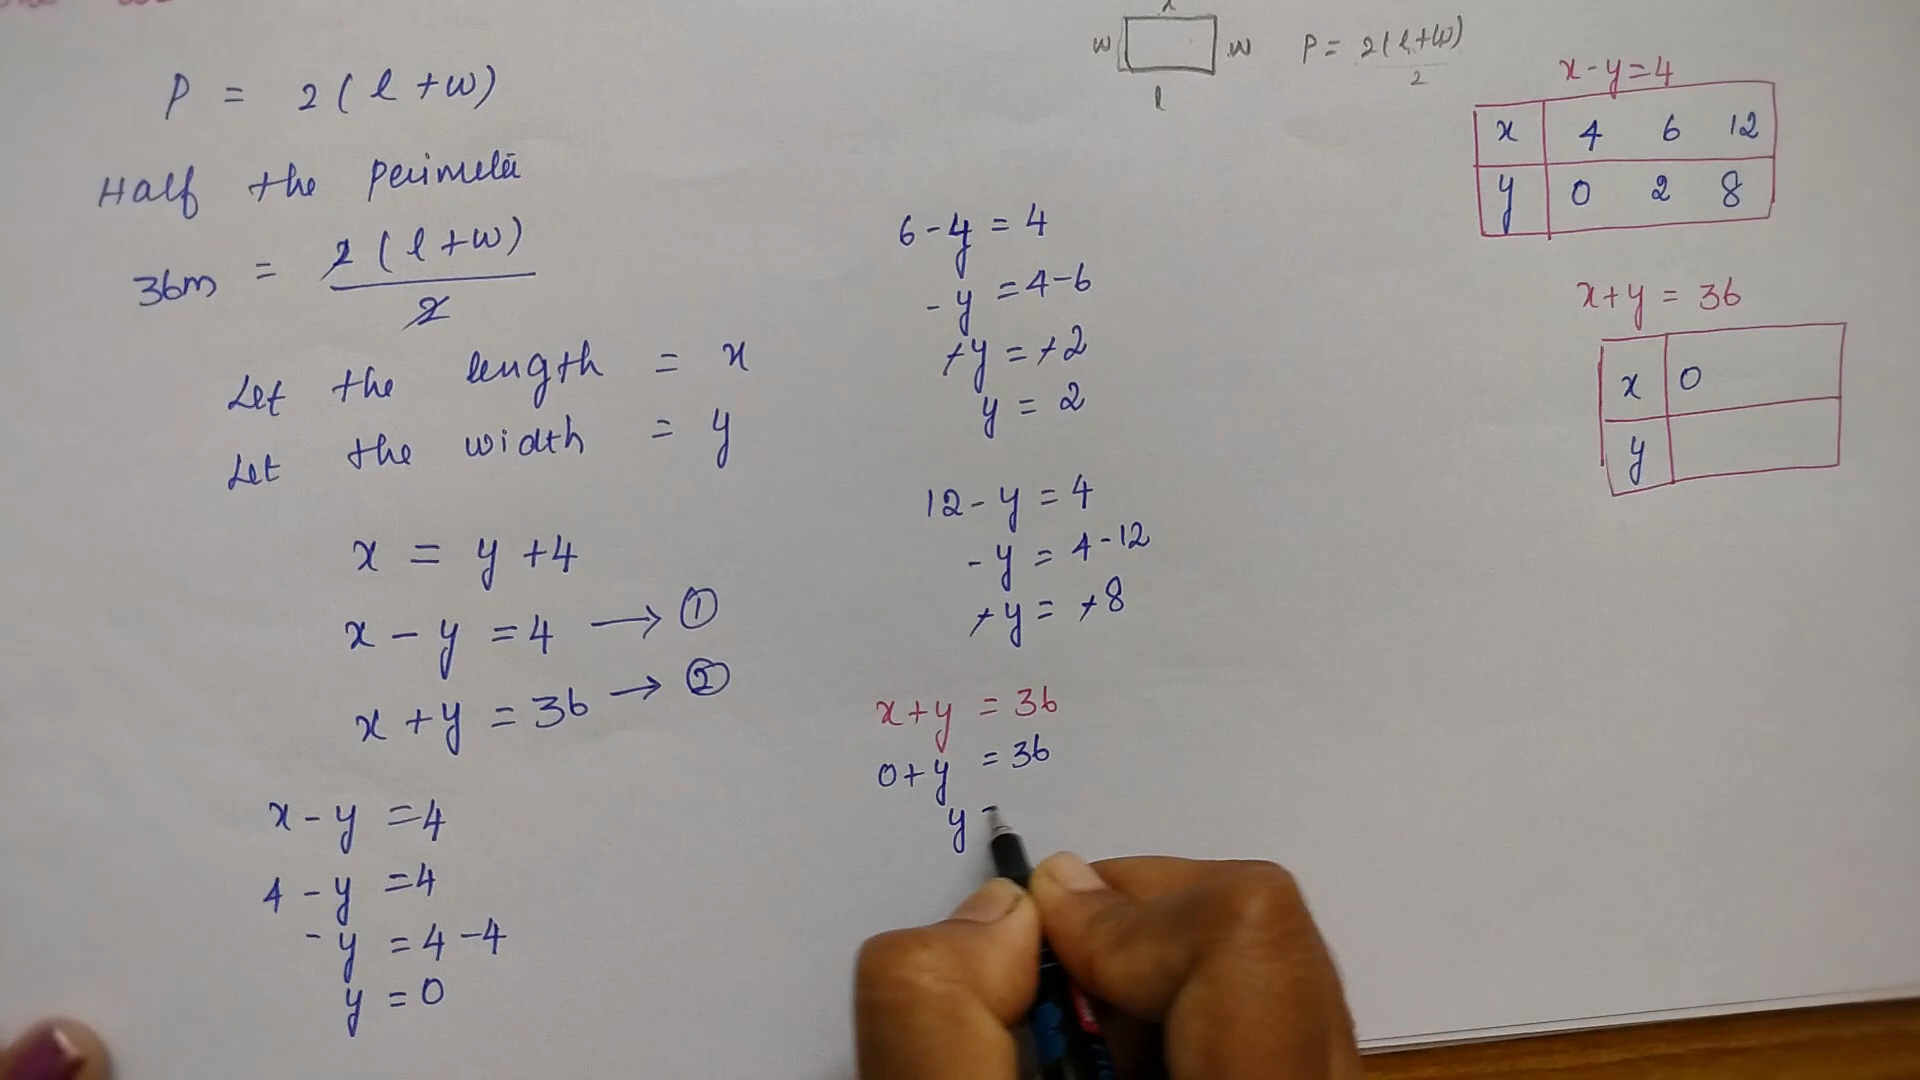 P = 2(l+w)
Half the perimeter
36m = 2(l+w)
2
Let the length = x
Let the width = y
x = y+4
x - y = 4 → ①
x + y = 36 → ②
x - y = 4
4 - y = 4
- y = 4 - 4
y = 0
6 - y = 4
- y = 4 - 6
+y = +2
y = 2
12 - y = 4
- y = 4 - 12
+y = +8
x + y = 36
0 + y = 36
y =
w w
l
P = 2(l+w)
2
x - y = 4
x 4 6 12
y 0 2 8
x + y = 36
x 0
y